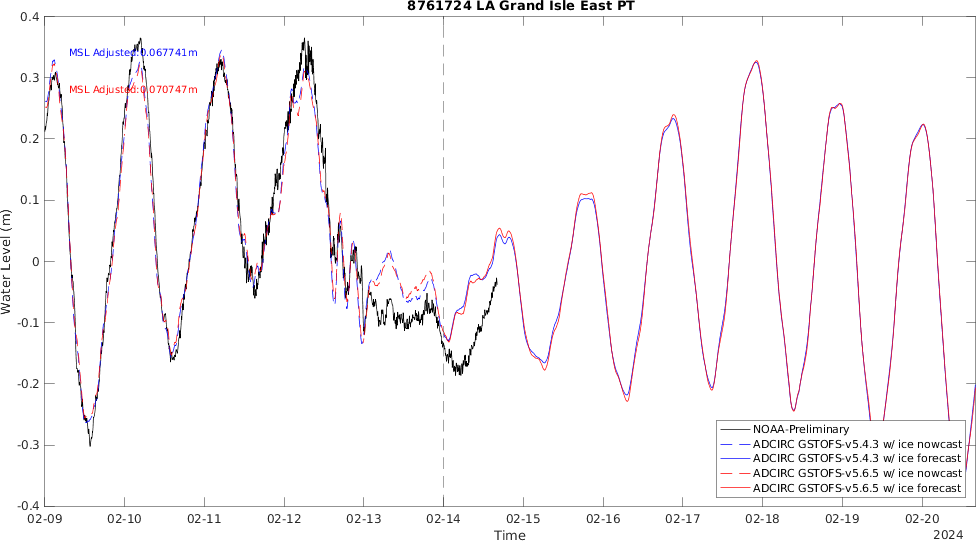 8761724 LA Grand Isle East PT
0.4
MSL Adjusted:0.067741m
0.3
MSL Adjusted:0.070747m
0.2
0.1
Water Level (m)
0
-0.1
-0.2
-0.3
-0.4
NOAA-Preliminary
ADCIRC GSTOFS-v5.4.3 w/ ice nowcast
ADCIRC GSTOFS-v5.4.3 w/ ice forecast
ADCIRC GSTOFS-v5.6.5 w/ ice nowcast
ADCIRC GSTOFS-v5.6.5 w/ ice forecast
02-09 02-10 02-11 02-12 02-13 02-14 02-15 02-16 02-17 02-18 02-19 02-20
Time
2024